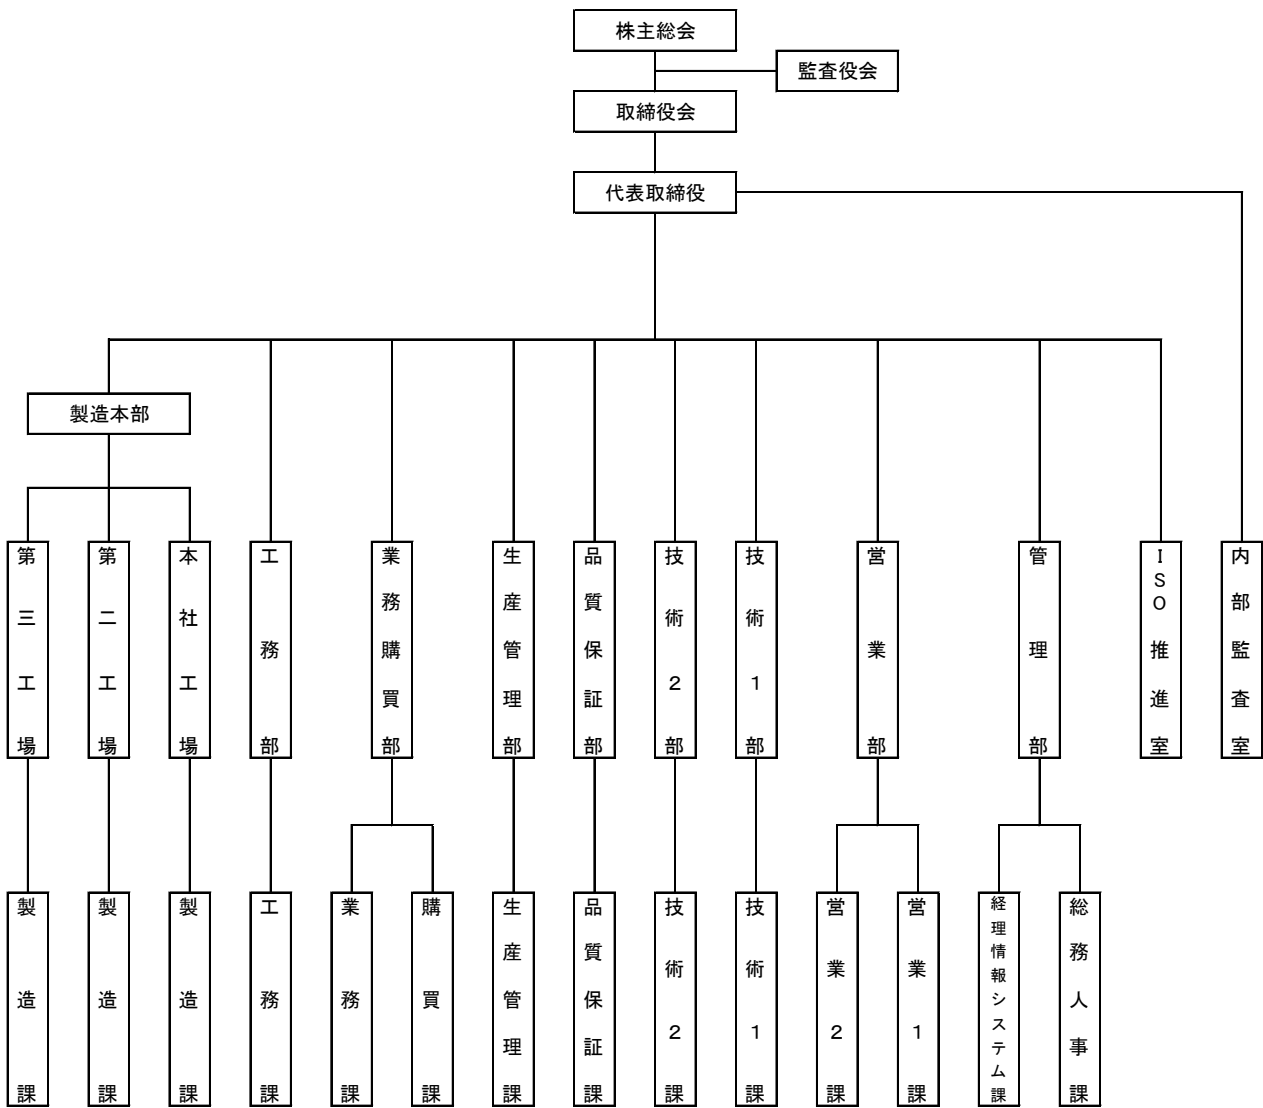 株主総会
監査役会
取締役会
代表取締役
製造本部
第三工場
第二工場
本社工場
工務部
業務購買部
生産管理部
品質保証部
技術2部
技術1部
営業部
管理部
ISO推進室
内部監査室
製造課
製造課
製造課
工務課
業務課
購買課
生産管理課
品質保証課
技術2課
技術1課
営業2課
営業1課
経理情報システム課
総務人事課